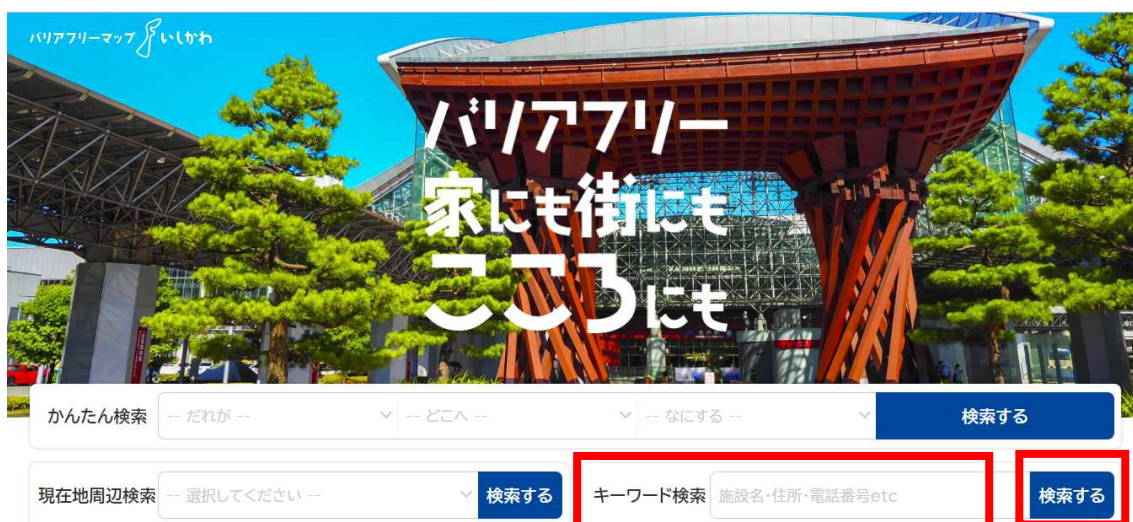 バリアフリーマップ いしかわ
バリアフリー
家にも街にも
こころにも
かんたん検索 -- だれが -- -- どこへ -- -- なにする -- 検索する
現在地周辺検索 -- 選択してください -- 検索する キーワード検索 施設名・住所・電話番号etc 検索する